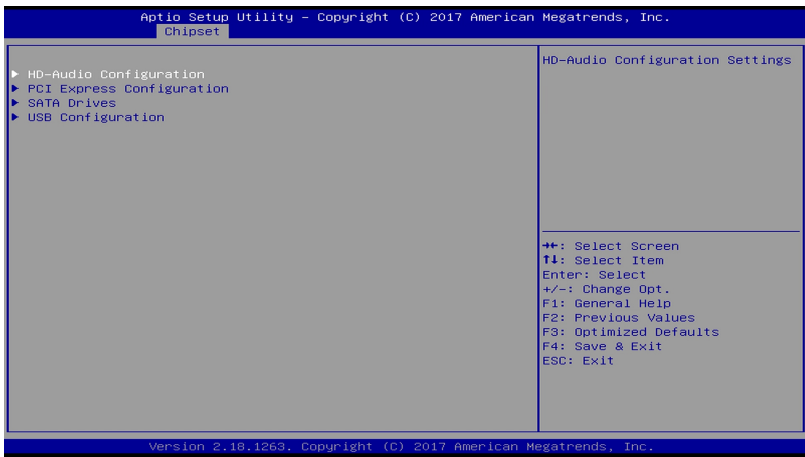 Aptio Setup Utility – Copyright (C) 2017 American Megatrends, Inc.
Chipset
▶ HD-Audio Configuration
▶ PCI Express Configuration
▶ SATA Drives
▶ USB Configuration
HD-Audio Configuration Settings
→←: Select Screen
↑↓: Select Item
Enter: Select
+/-: Change Opt.
F1: General Help
F2: Previous Values
F3: Optimized Defaults
F4: Save & Exit
ESC: Exit
Version 2.18.1263. Copyright (C) 2017 American Megatrends, Inc.